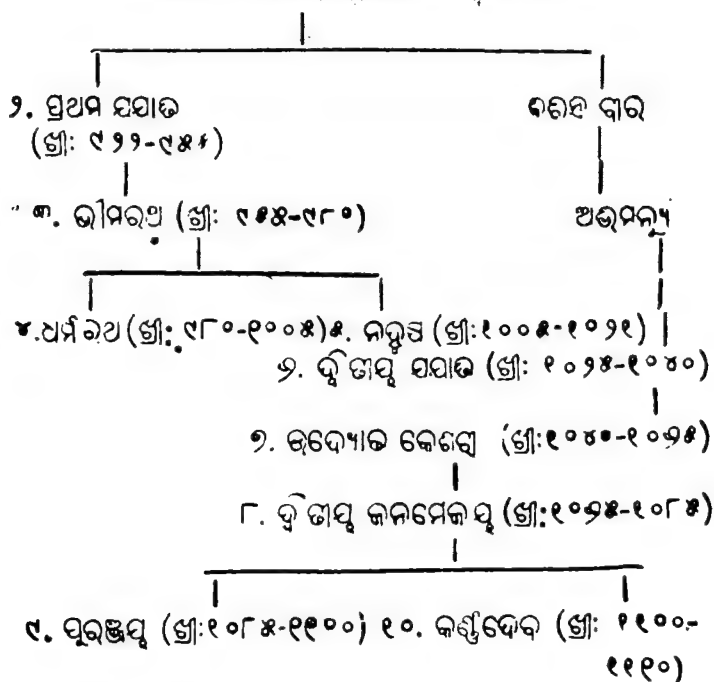 ୨. ପ୍ରଥମ ଯଯାତି ବଚିତ୍ର ବୀର
(ଖ୍ରୀ: ୯୨୨-୯୫୫)
୩. ଭୀମରଥ (ଖ୍ରୀ: ୯୫୫-୯୮୦) ଅଭିମନ୍ୟୁ
୪.ଧର୍ମରଥ(ଖ୍ରୀ: ୯୮୦-୧୦୦୫)୫. ନହୁଷ (ଖ୍ରୀ:୧୦୦୫-୧୦୨୧)
୬. ଦ୍ୱିତୀୟ ଯଯାତି (ଖ୍ରୀ: ୧୦୨୫-୧୦୪୦)
୭. ଉଦ୍ୟୋତ କେଶରୀ (ଖ୍ରୀ:୧୦୪୦-୧୦୬୫)
୮. ଦ୍ୱିତୀୟ ଜନମେଜୟ (ଖ୍ରୀ:୧୦୬୫-୧୦୮୫)
୯. ପୁରଞ୍ଜୟ (ଖ୍ରୀ:୧୦୮୫-୧୧୦୦) ୧୦. କର୍ଣ୍ଣଦେବ (ଖ୍ରୀ: ୧୧୦୦-
୧୧୧୦)